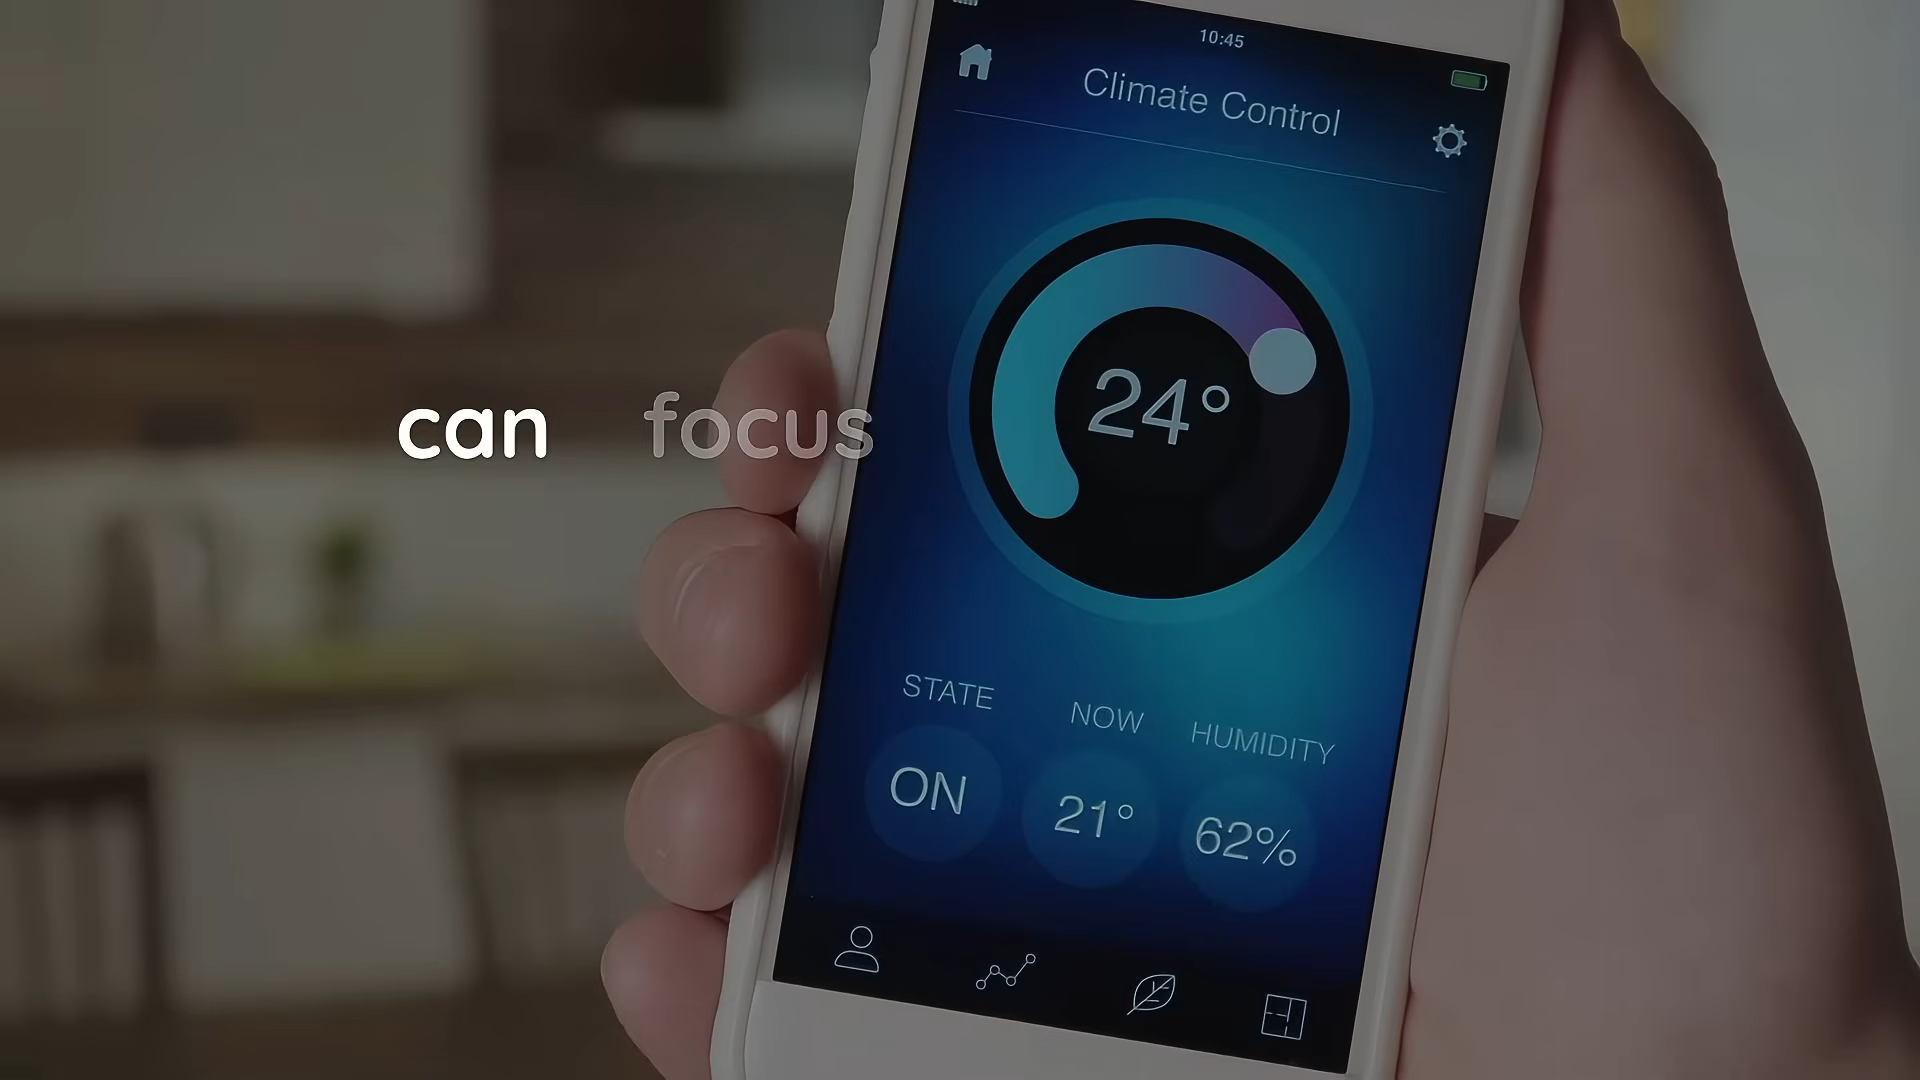 10:45
Climate Control
can focus
24°
STATE NOW HUMIDITY
ON 21° 62%